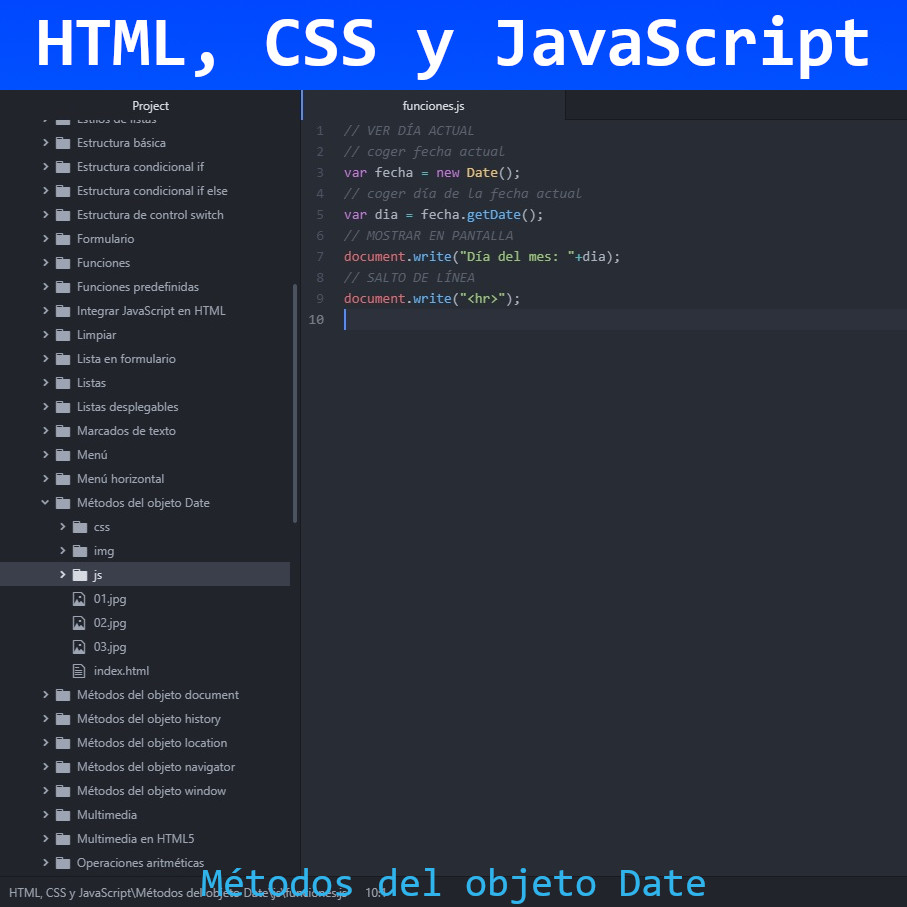 HTML, CSS y JavaScript
Project
funciones.js
Estilos de listas
Estructura básica
Estructura condicional if
Estructura condicional if else
Estructura de control switch
Formulario
Funciones
Funciones predefinidas
Integrar JavaScript en HTML
Limpiar
Lista en formulario
Listas
Listas desplegables
Marcados de texto
Menú
Menú horizontal
Métodos del objeto Date
css
img
js
01.jpg
02.jpg
03.jpg
index.html
Métodos del objeto document
Métodos del objeto history
Métodos del objeto location
Métodos del objeto navigator
Métodos del objeto window
Multimedia
Multimedia en HTML5
Operaciones aritméticas
1 // VER DÍA ACTUAL
2 // coger fecha actual
3 var fecha = new Date();
4 // coger día de la fecha actual
5 var dia = fecha.getDate();
6 // MOSTRAR EN PANTALLA
7 document.write("Día del mes: "+dia);
8 // SALTO DE LÍNEA
9 document.write("<hr>");
10
HTML, CSS y JavaScript\Métodos del objeto Date\js\funciones.js 10:1
Métodos del objeto Date